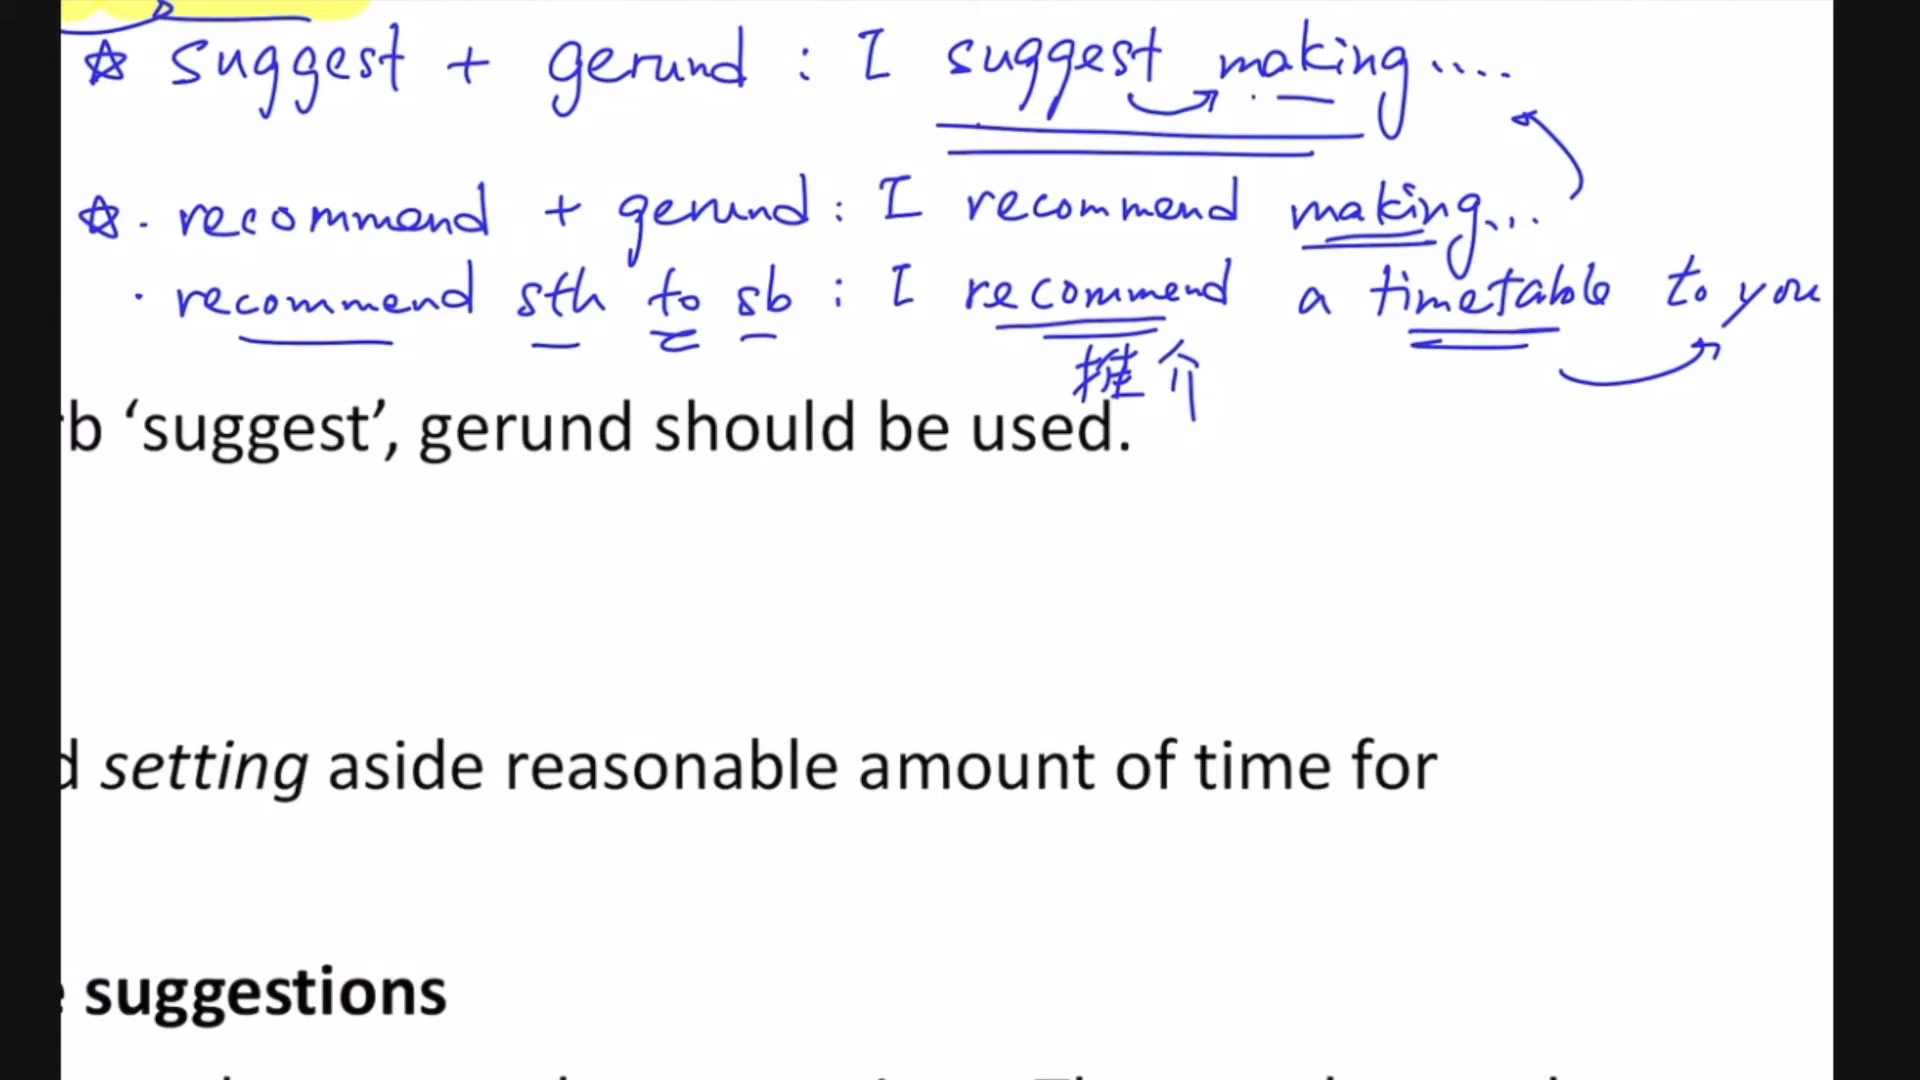 ☆ suggest + gerund : I suggest making....
☆ · recommend + gerund : I recommend making...
· recommend sth to sb : I recommend a timetable to you
推介
rb ‘suggest’, gerund should be used.
d setting aside reasonable amount of time for
e suggestions